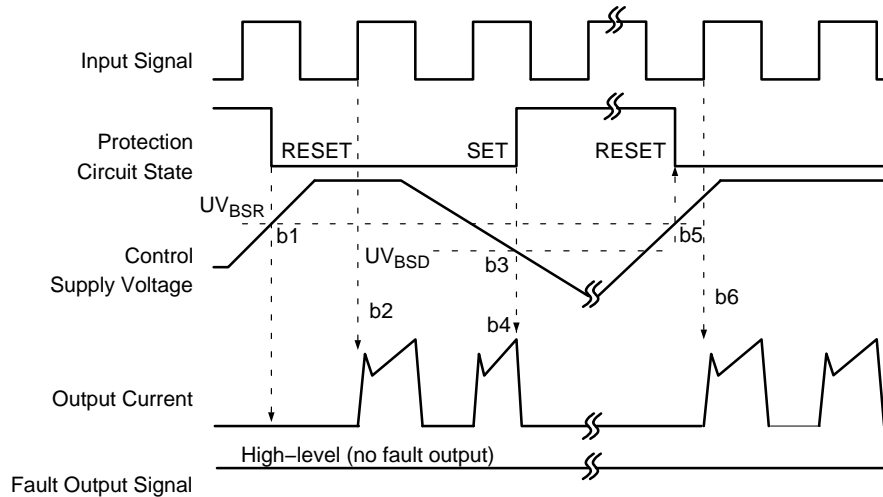 Input Signal
Protection
Circuit State
RESET
SET
RESET
UVBSR
b1
b5
Control
Supply Voltage
UVBSD
b3
b2
b4
b6
Output Current
High−level (no fault output)
Fault Output Signal